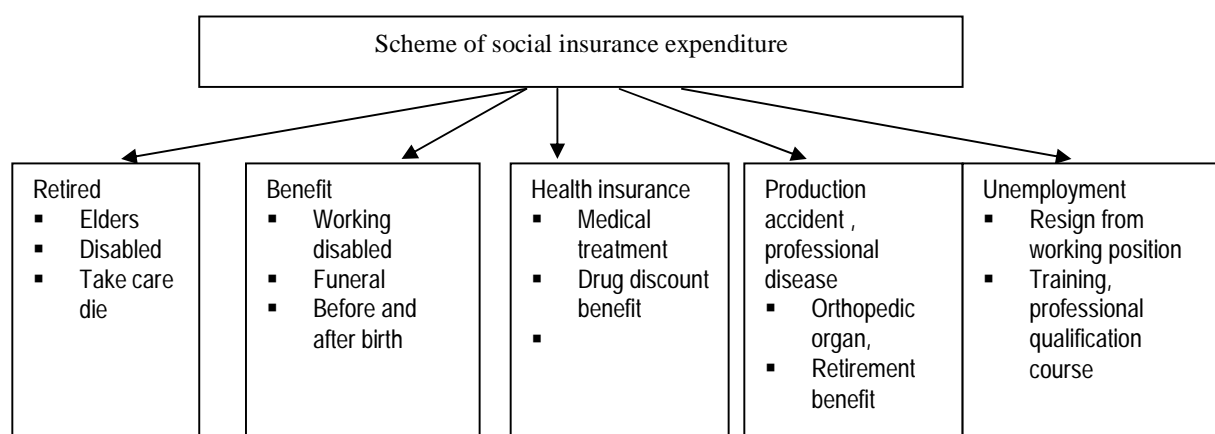 Scheme of social insurance expenditure
Retired
▪ Elders
▪ Disabled
▪ Take care
die
Benefit
▪ Working
disabled
▪ Funeral
▪ Before and
after birth
Health insurance
▪ Medical
treatment
▪ Drug discount
benefit
▪
Production
accident ,
professional
disease
▪ Orthopedic
organ,
▪ Retirement
benefit
Unemployment
▪ Resign from
working position
▪ Training,
professional
qualification
course